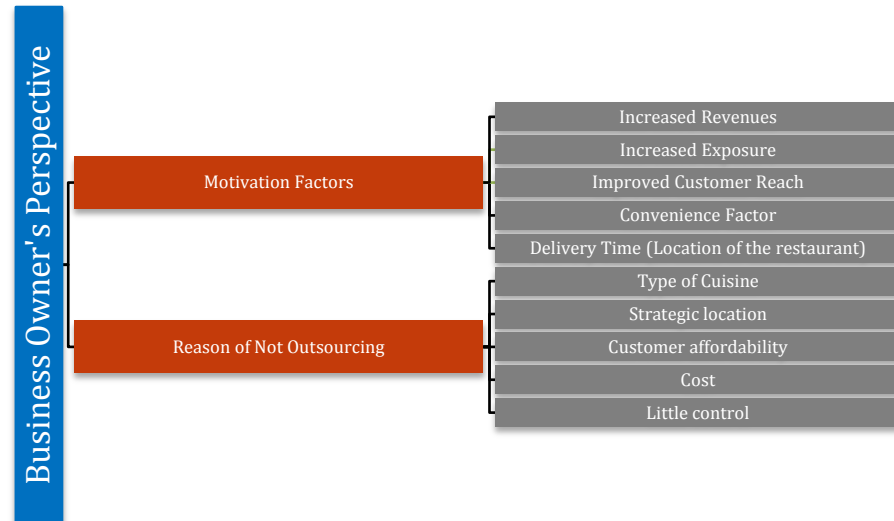 Business Owner's Perspective
Motivation Factors
Increased Revenues
Increased Exposure
Improved Customer Reach
Convenience Factor
Delivery Time (Location of the restaurant)
Reason of Not Outsourcing
Type of Cuisine
Strategic location
Customer affordability
Cost
Little control